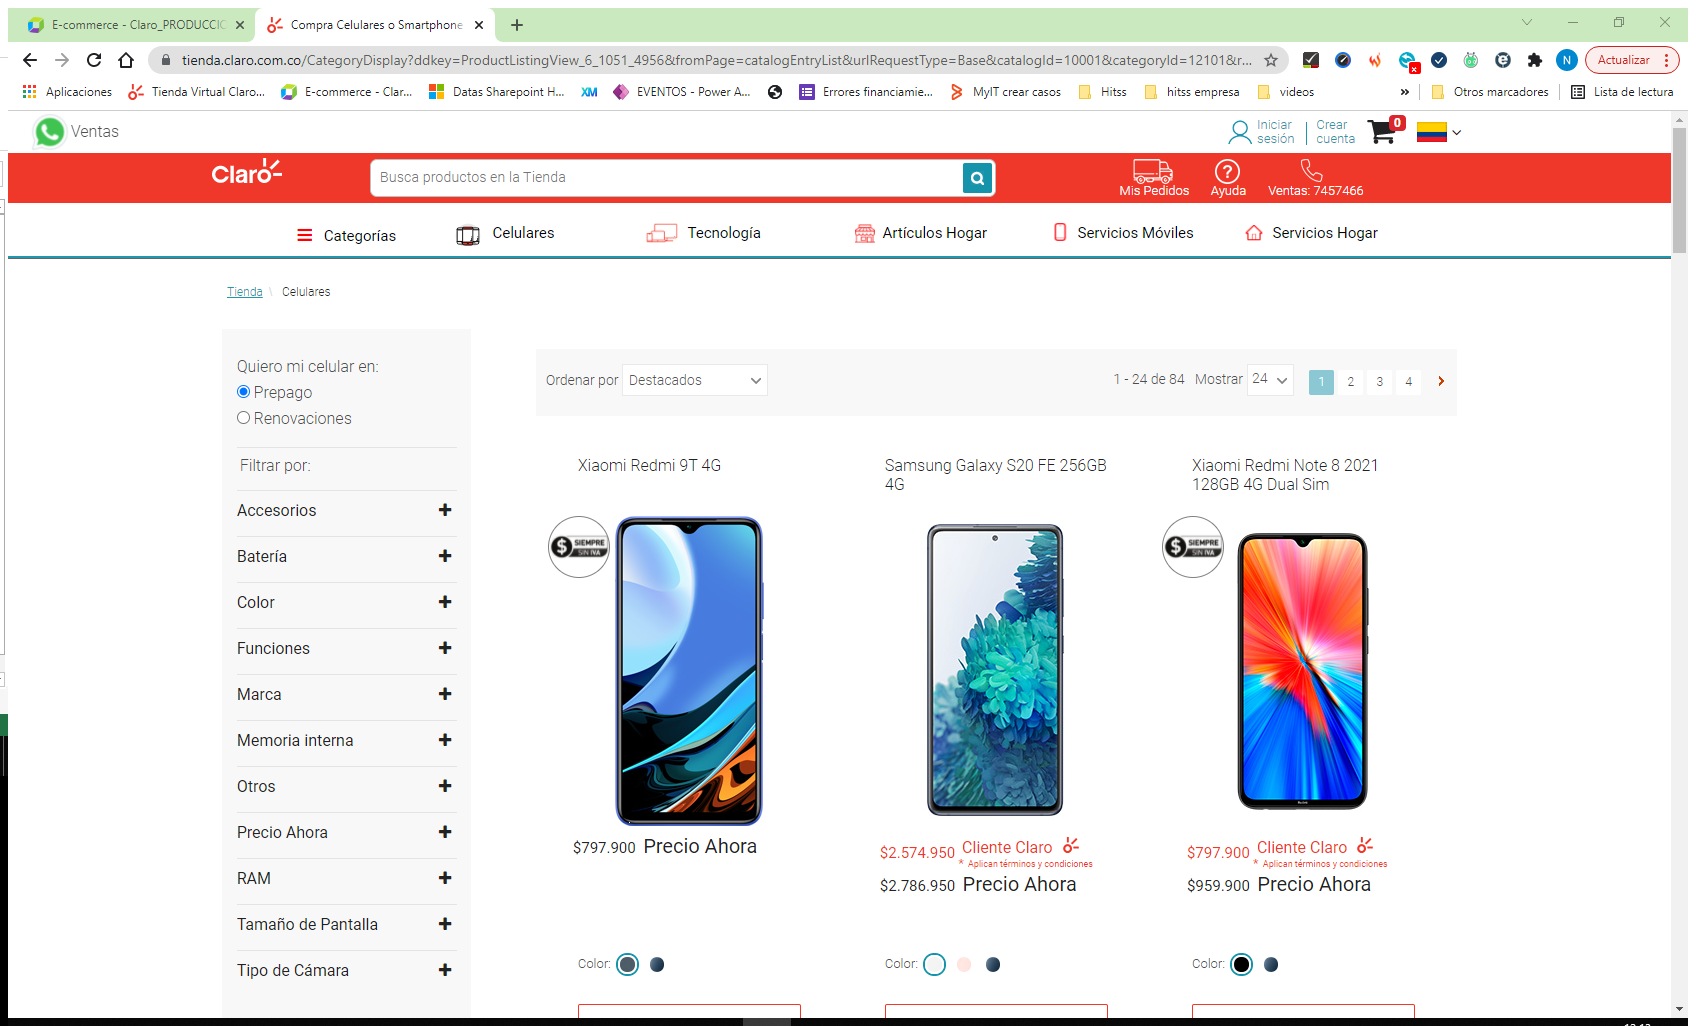 E-commerce - Claro_PRODUCCIO
Compra Celulares o Smartphone
tienda.claro.com.co/CategoryDisplay?ddkey=ProductListingView_6_1051_4956&fromPage=catalogEntryList&urlRequestType=Base&catalogId=10001&categoryId=12101&r...
N
Actualizar
Aplicaciones
Tienda Virtual Claro...
E-commerce - Clar...
Datas Sharepoint H...
XM
EVENTOS - Power A...
Errores financiamie...
MyIT crear casos
Hitss
hitss empresa
videos
»
Otros marcadores
Lista de lectura
Ventas
Iniciar sesión
Crear cuenta
0
Claro
Busca productos en la Tienda
Mis Pedidos
Ayuda
Ventas: 7457466
Categorías
Celulares
Tecnología
Artículos Hogar
Servicios Móviles
Servicios Hogar
Tienda \ Celulares
Quiero mi celular en:
Prepago
Renovaciones
Filtrar por:
Accesorios
Batería
Color
Funciones
Marca
Memoria interna
Otros
Precio Ahora
RAM
Tamaño de Pantalla
Tipo de Cámara
Ordenar por Destacados
1 - 24 de 84 Mostrar 24
1 2 3 4
Xiaomi Redmi 9T 4G
$ SIEMPRE
SIN IVA
$797.900 Precio Ahora
Color:
Samsung Galaxy S20 FE 256GB
4G
$2.574.950 Cliente Claro
* Aplican términos y condiciones
$2.786.950 Precio Ahora
Color:
Xiaomi Redmi Note 8 2021
128GB 4G Dual Sim
$ SIEMPRE
SIN IVA
$797.900 Cliente Claro
* Aplican términos y condiciones
$959.900 Precio Ahora
Color: